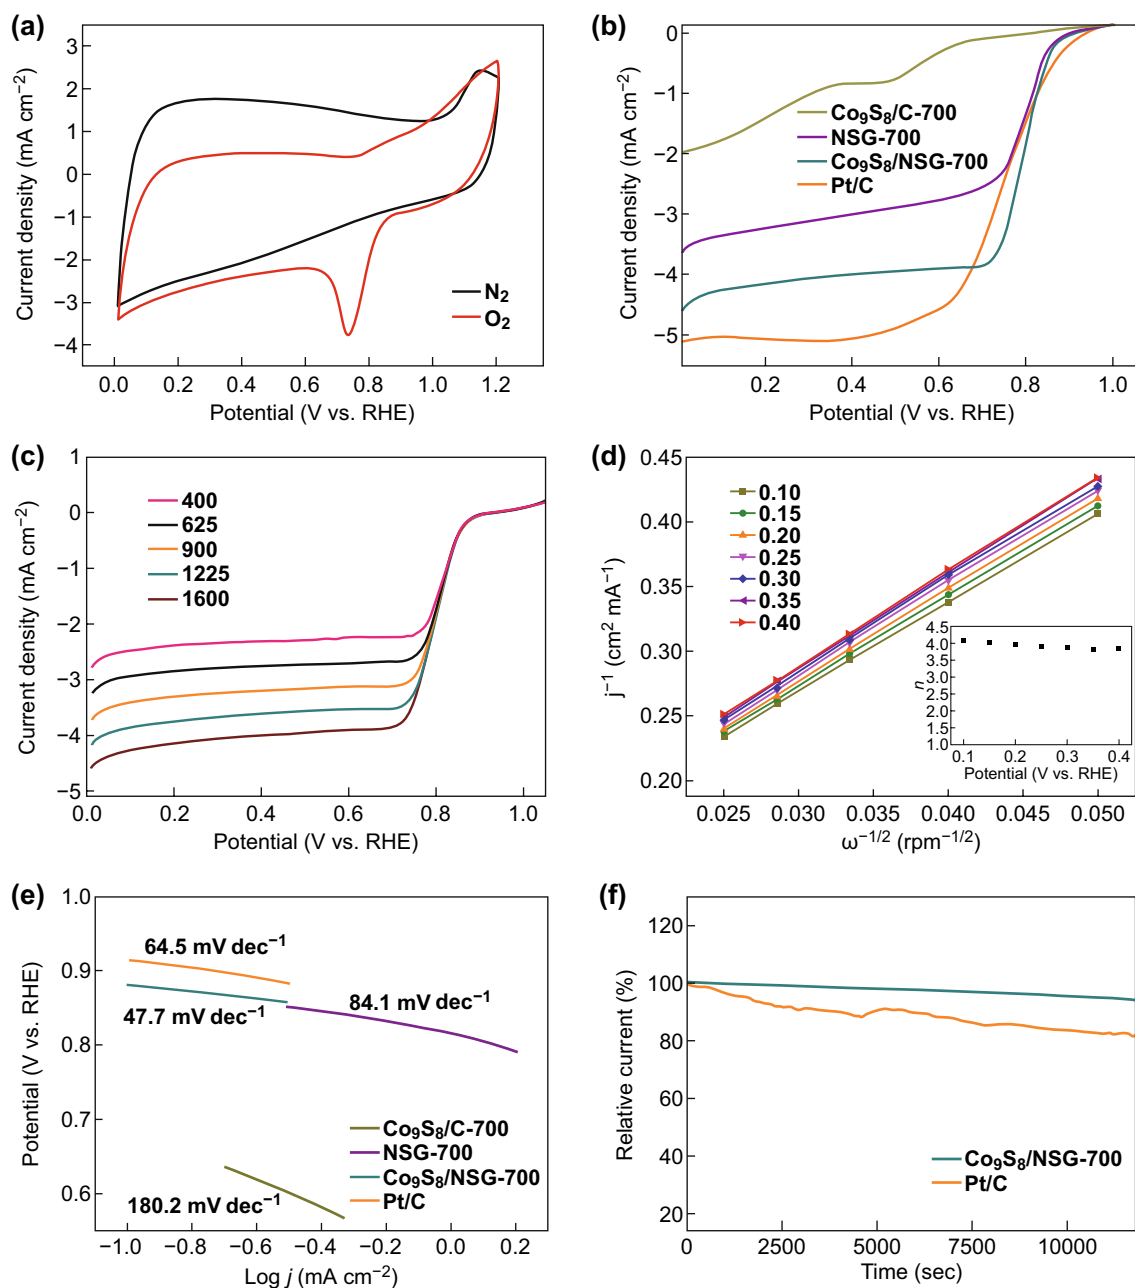 (a)
3
2
1
0
−1
−2
−3
−4
Current density (mA cm⁻²)
N₂
O₂
0.0 0.2 0.4 0.6 0.8 1.0 1.2
Potential (V vs. RHE)
(b)
0
−1
−2
−3
−4
−5
Current density (mA cm⁻²)
Co₉S₈/C-700
NSG-700
Co₉S₈/NSG-700
Pt/C
0.2 0.4 0.6 0.8 1.0
Potential (V vs. RHE)
(c)
1
0
−1
−2
−3
−4
−5
Current density (mA cm⁻²)
400
625
900
1225
1600
0.0 0.2 0.4 0.6 0.8 1.0
Potential (V vs. RHE)
(d)
0.45
0.40
0.35
0.30
0.25
0.20
j⁻¹ (cm² mA⁻¹)
0.10
0.15
0.20
0.25
0.30
0.35
0.40
4.5
4.0
3.5
3.0
2.5
2.0
1.5
1.0
n
0.1 0.2 0.3 0.4
Potential (V vs. RHE)
0.025 0.030 0.035 0.040 0.045 0.050
ω⁻¹/² (rpm⁻¹/²)
(e)
1.0
0.9
0.8
0.7
0.6
Potential (V vs. RHE)
64.5 mV dec⁻¹
84.1 mV dec⁻¹
47.7 mV dec⁻¹
180.2 mV dec⁻¹
Co₉S₈/C-700
NSG-700
Co₉S₈/NSG-700
Pt/C
−1.0 −0.8 −0.6 −0.4 −0.2 0.0 0.2
Log j (mA cm⁻²)
(f)
120
100
80
60
40
20
Relative current (%)
Co₉S₈/NSG-700
Pt/C
0 2500 5000 7500 10000
Time (sec)